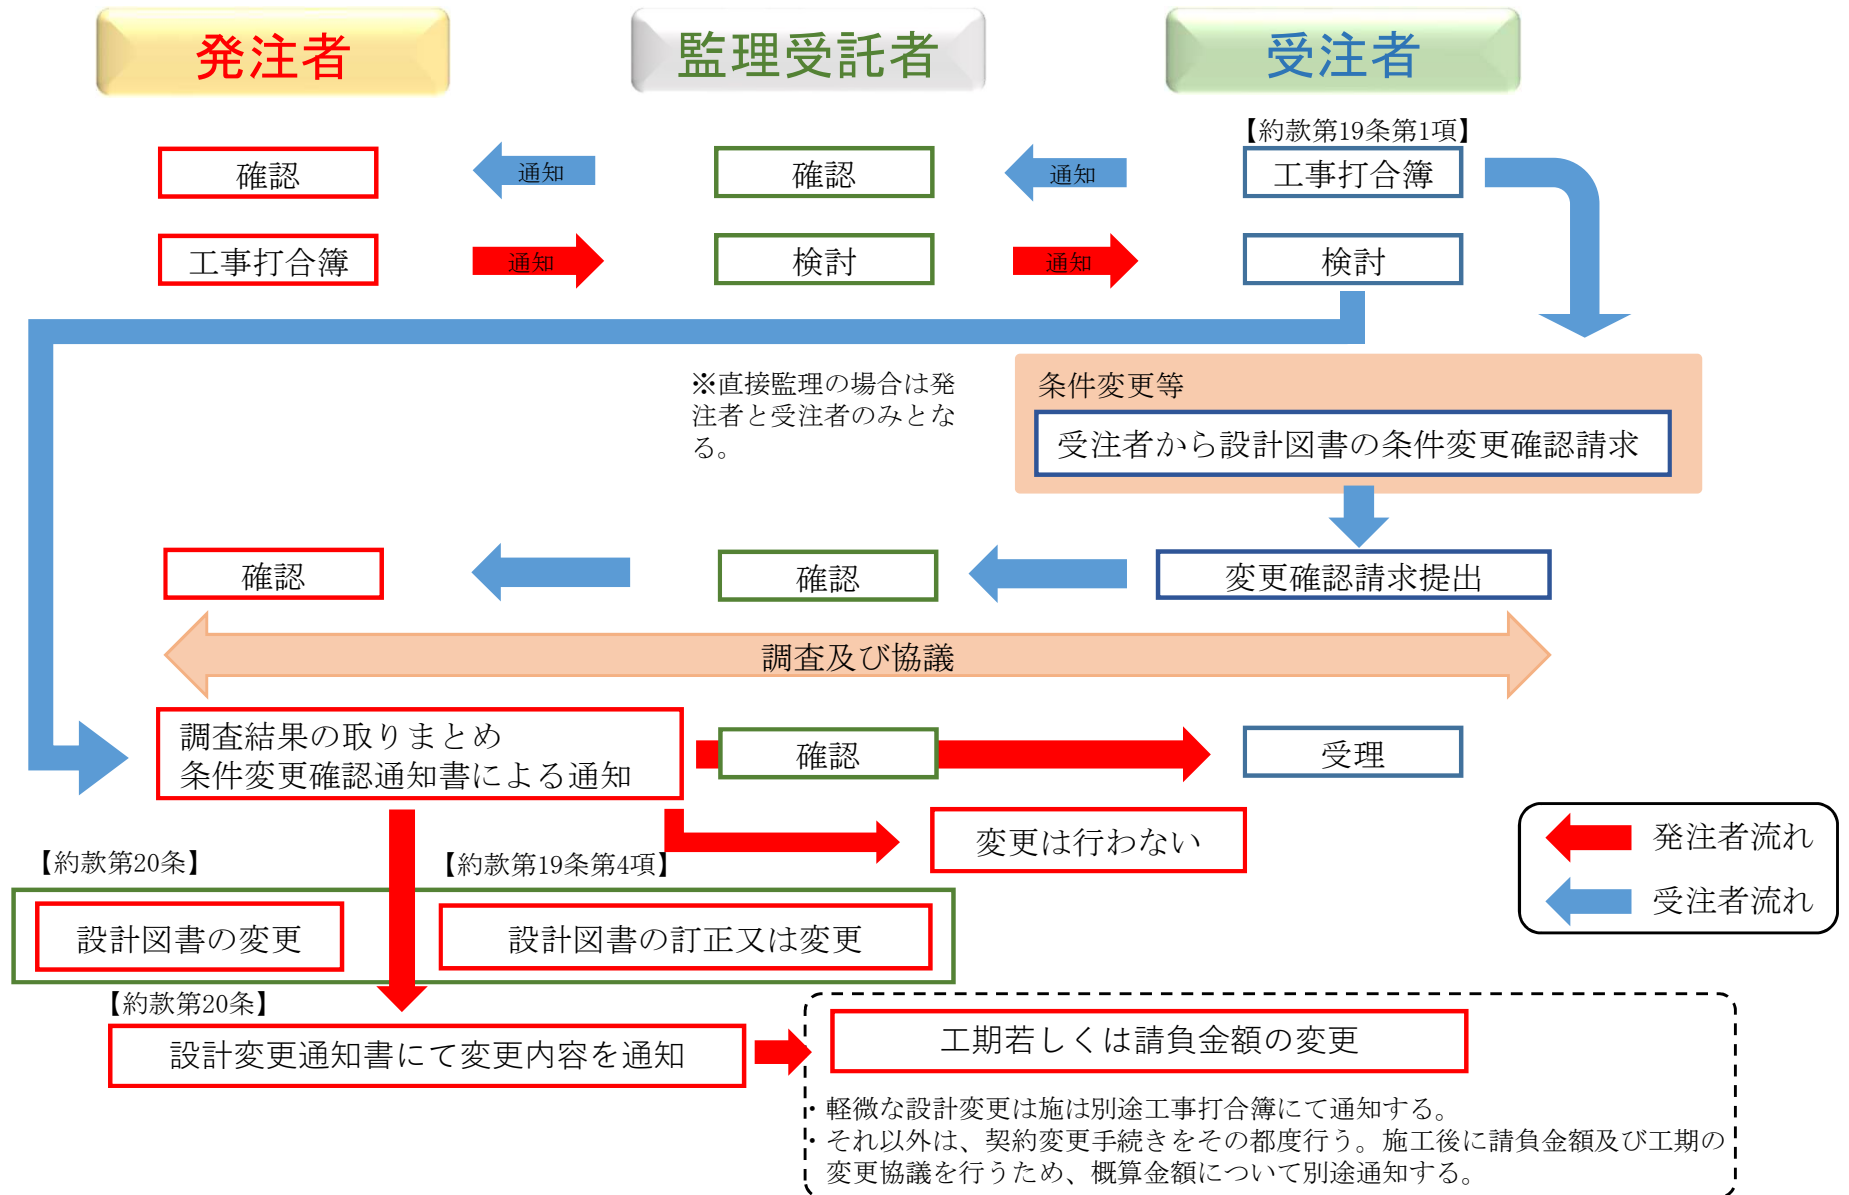 発注者
監理受託者
受注者
【約款第19条第1項】
確認
通知
確認
通知
工事打合簿
工事打合簿
通知
検討
通知
検討
※直接監理の場合は発
注者と受注者のみとな
る。
条件変更等
受注者から設計図書の条件変更確認請求
確認
確認
変更確認請求提出
調査及び協議
調査結果の取りまとめ
条件変更確認通知書による通知
確認
受理
変更は行わない
発注者流れ
受注者流れ
【約款第20条】
【約款第19条第4項】
設計図書の変更
設計図書の訂正又は変更
【約款第20条】
設計変更通知書にて変更内容を通知
工期若しくは請負金額の変更
・軽微な設計変更は施は別途工事打合簿にて通知する。
・それ以外は、契約変更手続きをその都度行う。施工後に請負金額及び工期の
変更協議を行うため、概算金額について別途通知する。